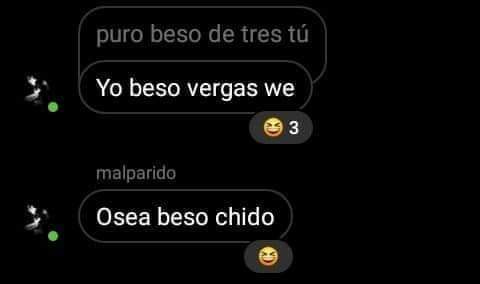 puro beso de tres tú
Yo beso vergas we
😆 3
malparido
Osea beso chido
😆